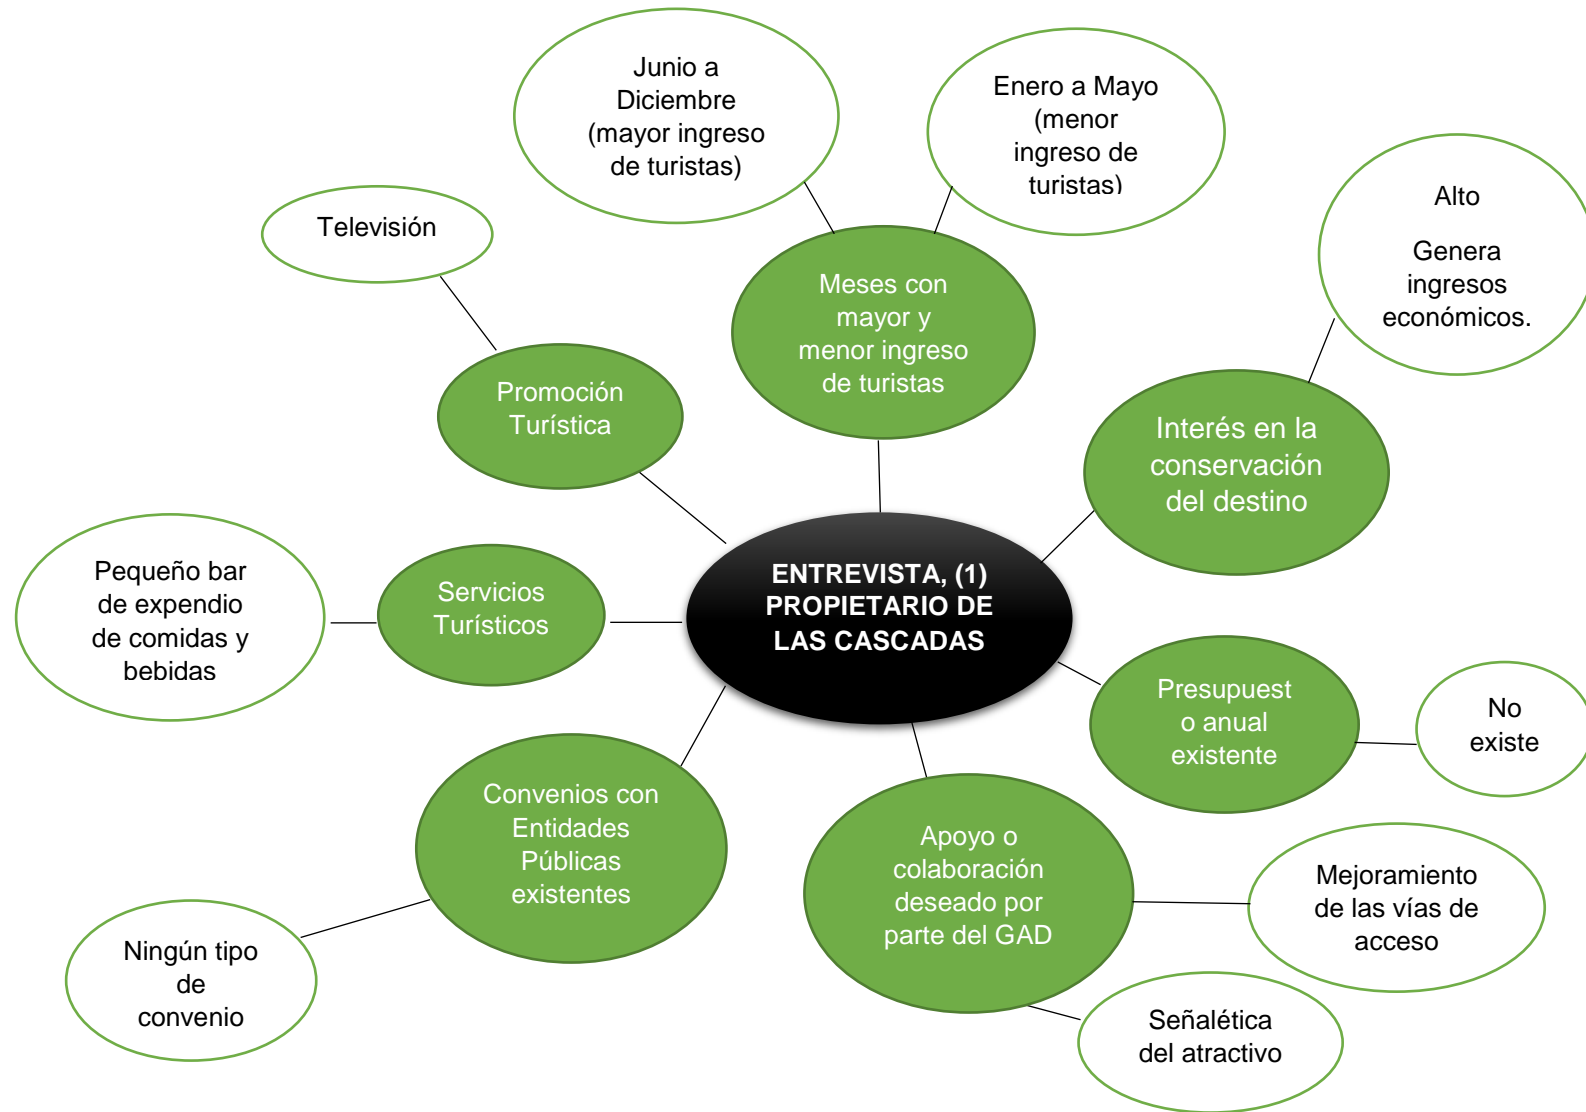 Junio a
Diciembre
(mayor ingreso
de turistas)
Enero a Mayo
(menor
ingreso de
turistas)
Alto
Genera
ingresos
económicos.
Televisión
Meses con
mayor y
menor ingreso
de turistas
Promoción
Turística
Interés en la
conservación
del destino
Pequeño bar
de expendio
de comidas y
bebidas
Servicios
Turísticos
ENTREVISTA, (1)
PROPIETARIO DE
LAS CASCADAS
Presupuest
o anual
existente
No
existe
Convenios con
Entidades
Públicas
existentes
Apoyo o
colaboración
deseado por
parte del GAD
Mejoramiento
de las vías de
acceso
Ningún tipo
de
convenio
Señalética
del atractivo